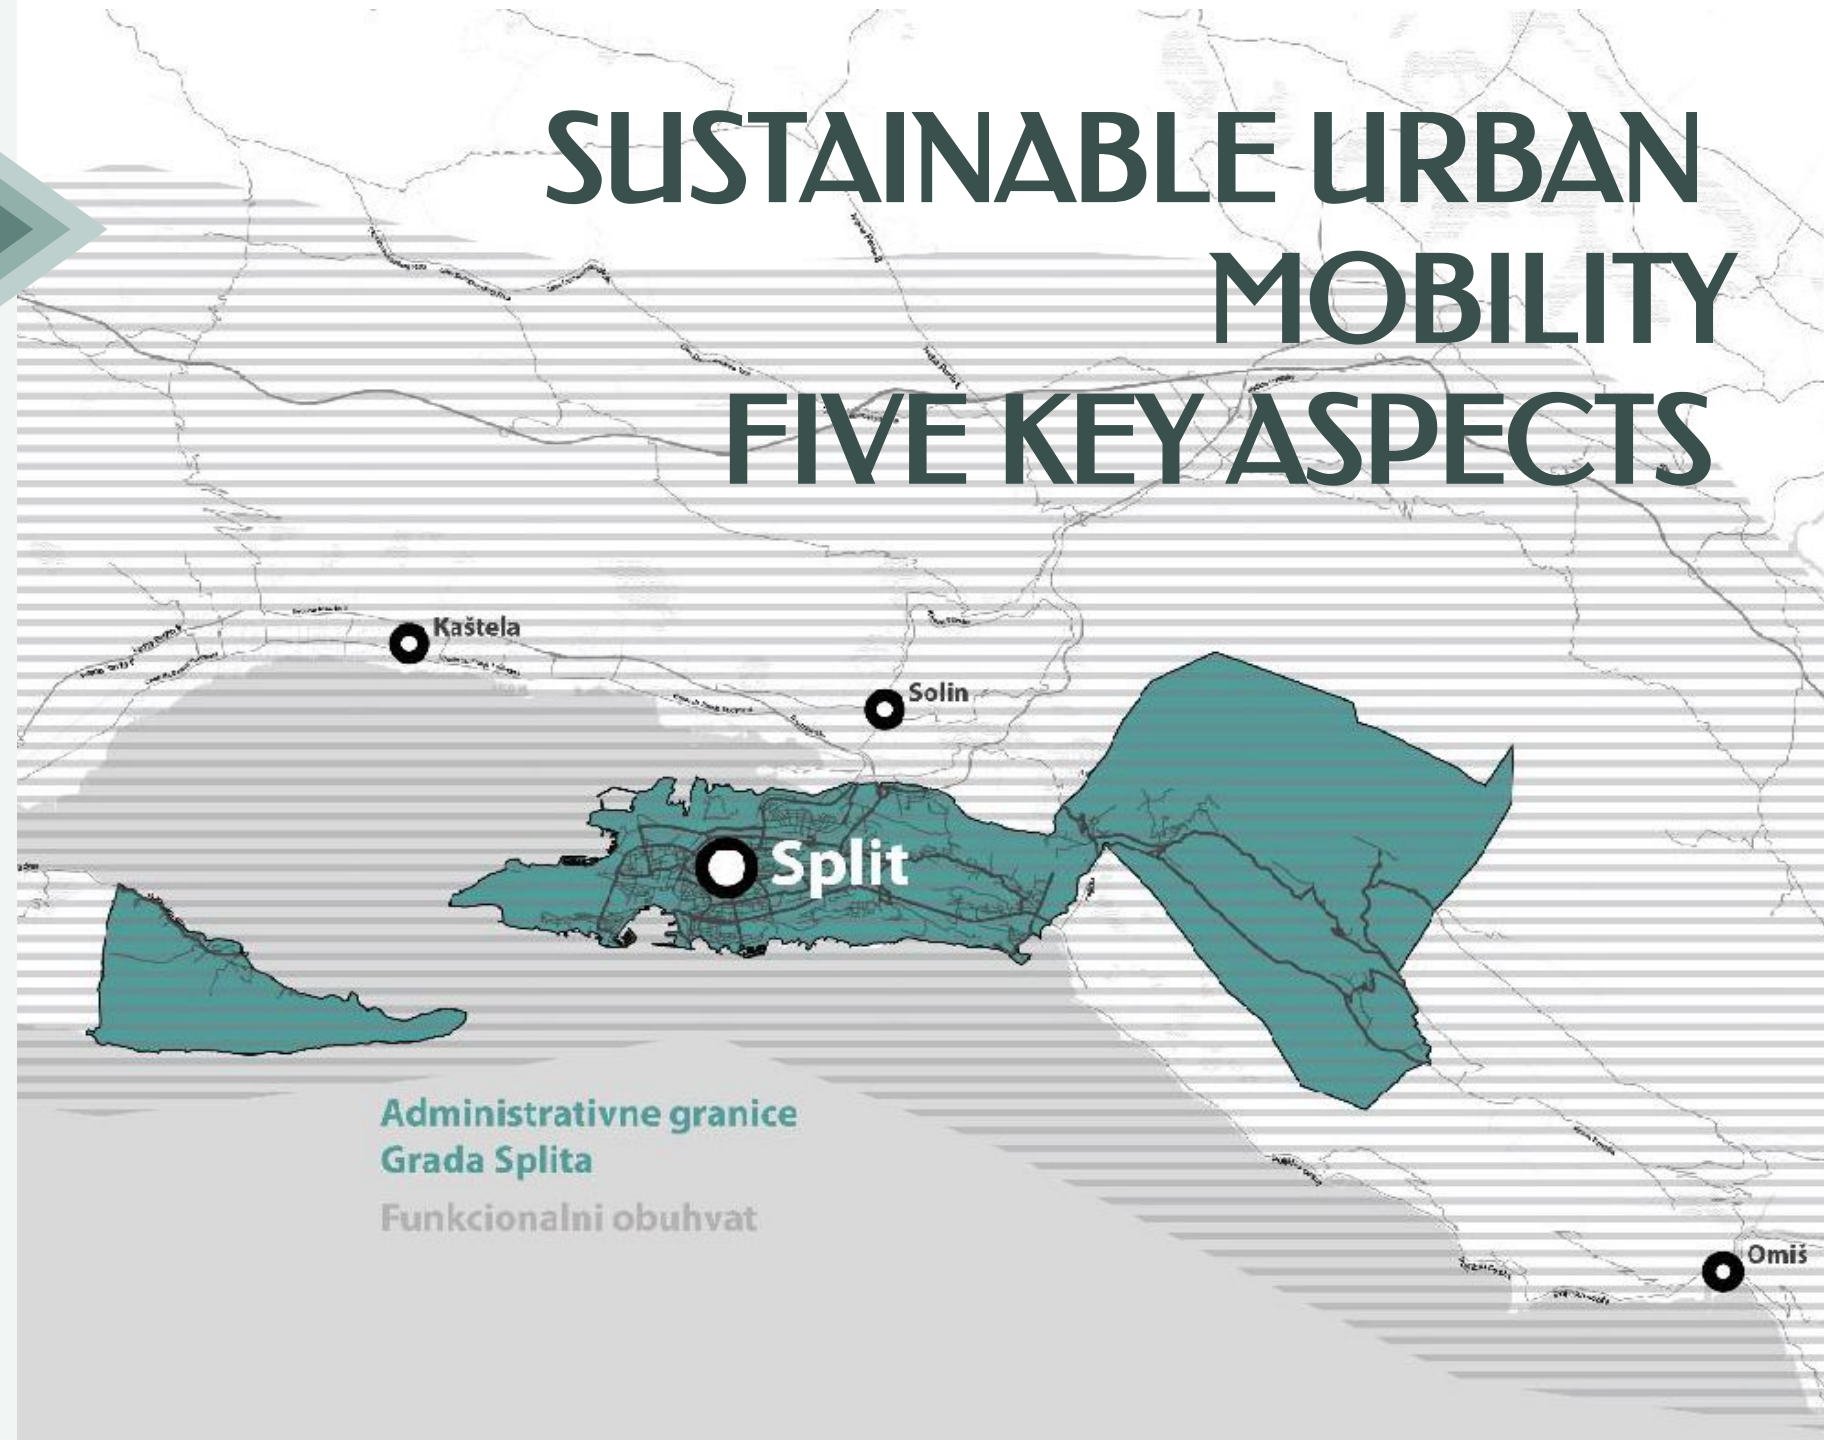 SUSTAINABLE URBAN
MOBILITY
FIVE KEY ASPECTS
Kaštela
Solin
Split
Administrativne granice
Grada Splita
Funkcionalni obuhvat
Omiš